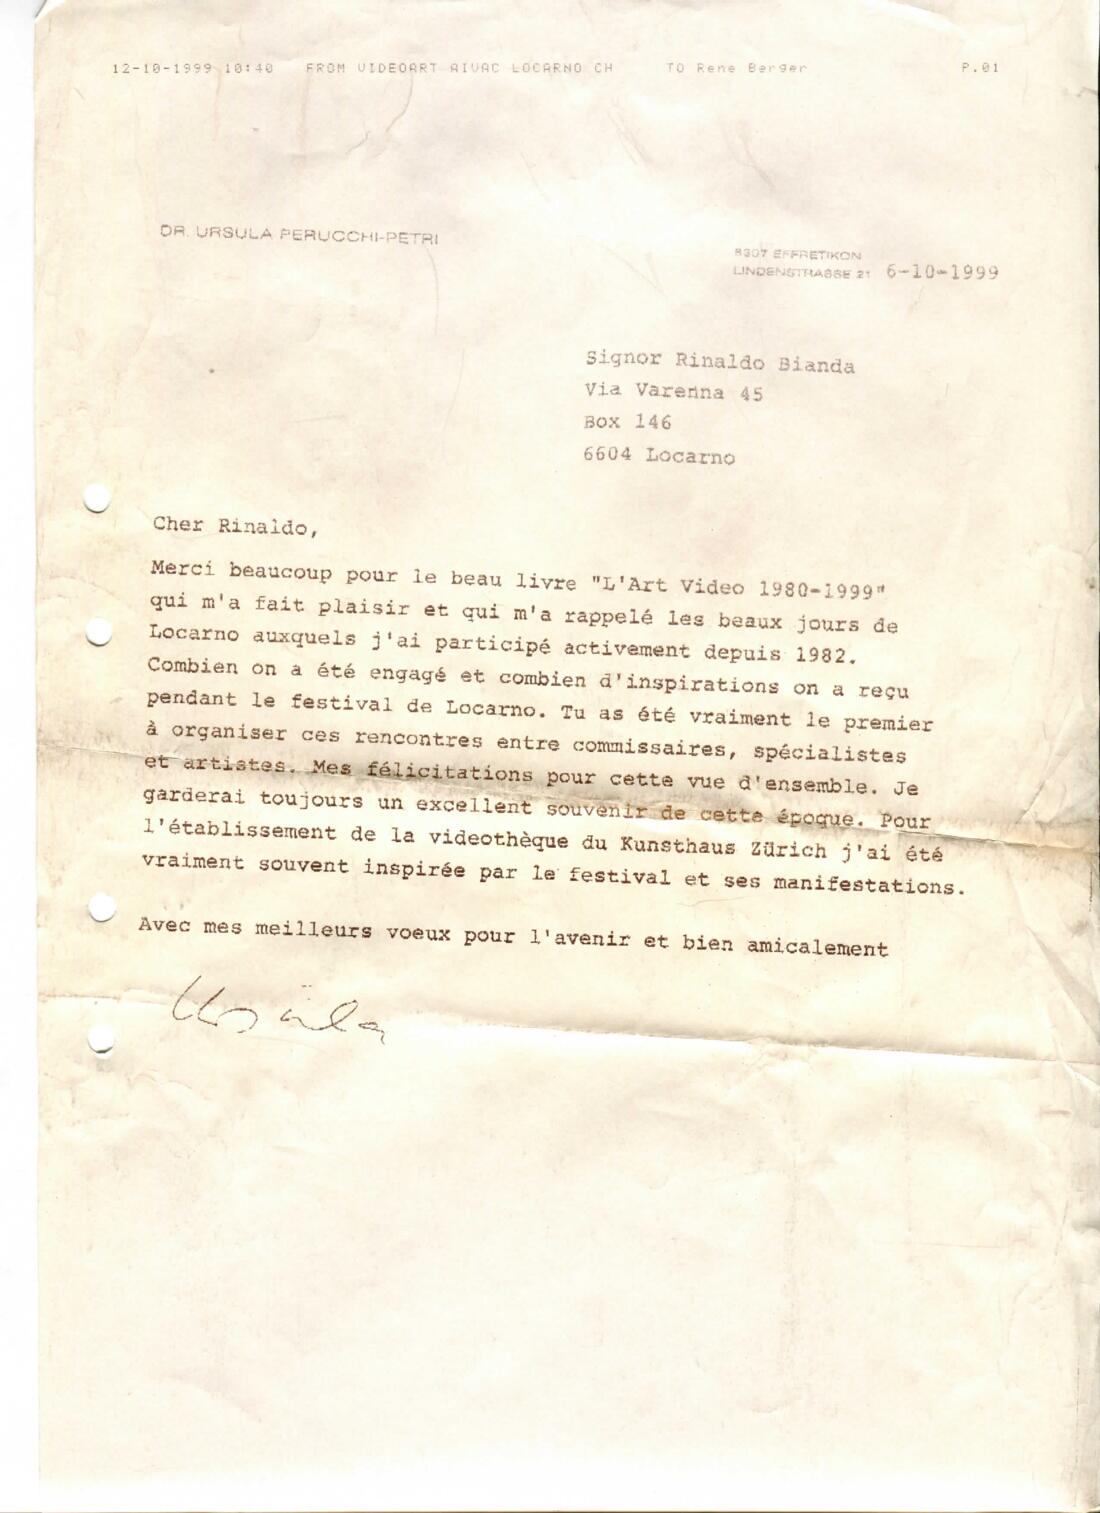 12-10-1999 10:40 FROM VIDEOART AIVAC LOCARNO CH TO Rene Berger P.01
DR. URSULA PERUCCHI-PETRI
8307 EFFRETIKON
LINDENSTRASSE 21 6-10-1999
Signor Rinaldo Bianda
Via Varenna 45
Box 146
6604 Locarno
Cher Rinaldo,
Merci beaucoup pour le beau livre "L'Art Video 1980-1999"
qui m'a fait plaisir et qui m'a rappelé les beaux jours de
Locarno auxquels j'ai participé activement depuis 1982.
Combien on a été engagé et combien d'inspirations on a reçu
pendant le festival de Locarno. Tu as été vraiment le premier
à organiser ces rencontres entre commissaires, spécialistes
et artistes. Mes félicitations pour cette vue d'ensemble. Je
garderai toujours un excellent souvenir de cette époque. Pour
l'établissement de la videothèque du Kunsthaus Zürich j'ai été
vraiment souvent inspirée par le festival et ses manifestations.
Avec mes meilleurs voeux pour l'avenir et bien amicalement
Ursula